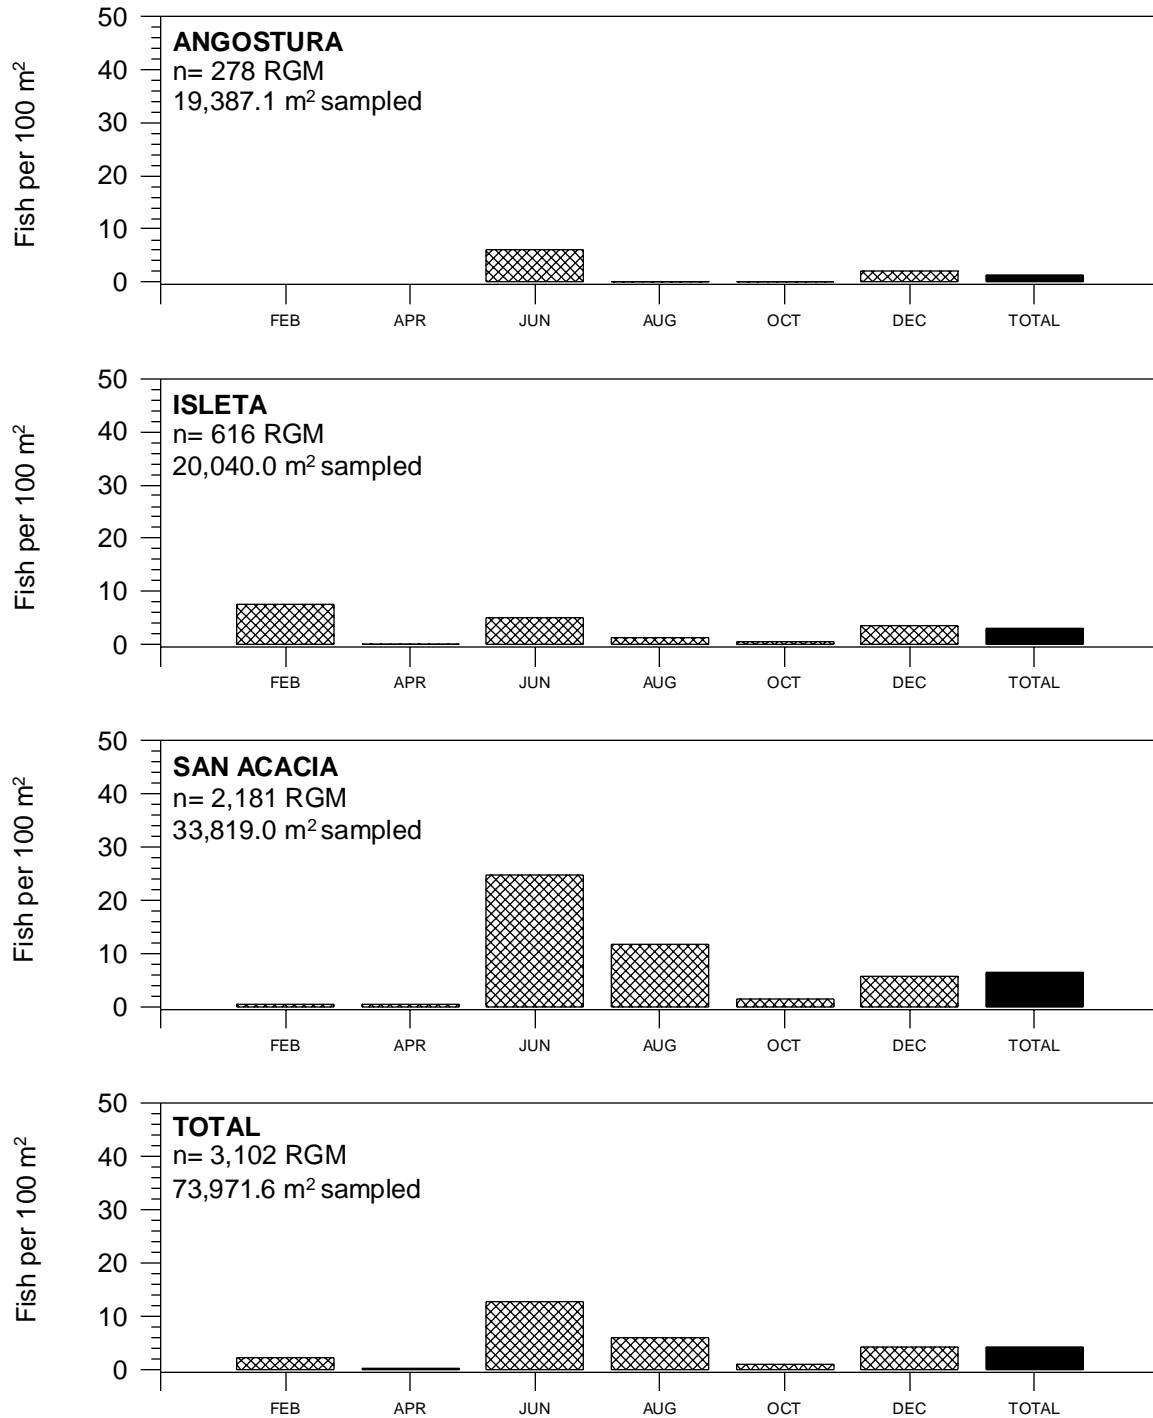 Fish per 100 m²
50
40
30
20
10
0
ANGOSTURA
n= 278 RGM
19,387.1 m² sampled
FEB APR JUN AUG OCT DEC TOTAL
Fish per 100 m²
50
40
30
20
10
0
ISLETA
n= 616 RGM
20,040.0 m² sampled
FEB APR JUN AUG OCT DEC TOTAL
Fish per 100 m²
50
40
30
20
10
0
SAN ACACIA
n= 2,181 RGM
33,819.0 m² sampled
FEB APR JUN AUG OCT DEC TOTAL
Fish per 100 m²
50
40
30
20
10
0
TOTAL
n= 3,102 RGM
73,971.6 m² sampled
FEB APR JUN AUG OCT DEC TOTAL